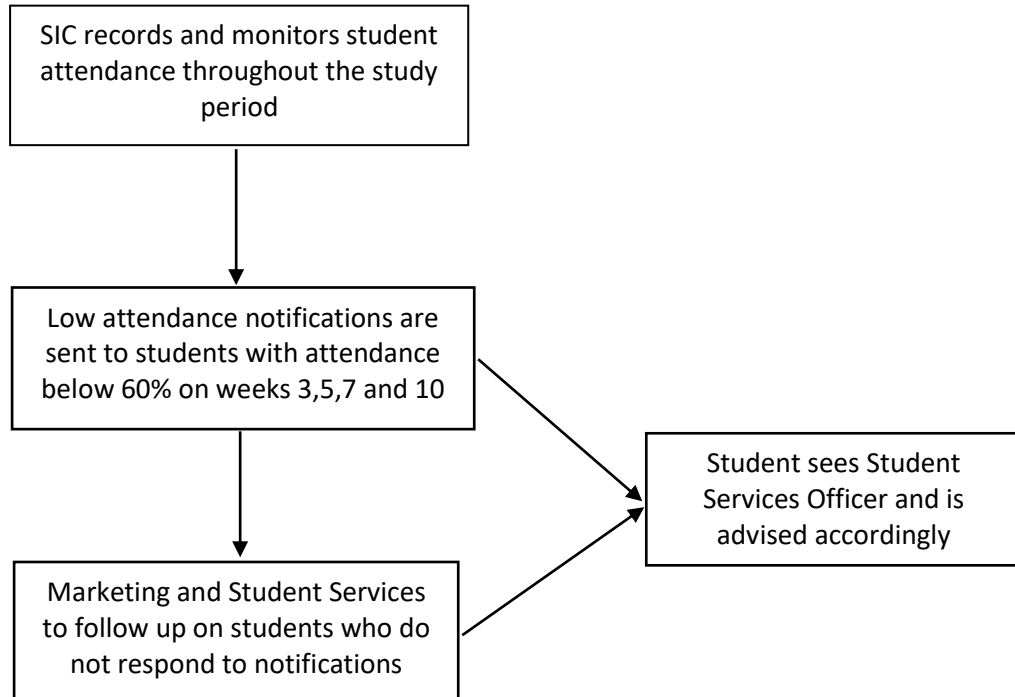 SIC records and monitors student
attendance throughout the study
period
Low attendance notifications are
sent to students with attendance
below 60% on weeks 3,5,7 and 10
Student sees Student
Services Officer and is
advised accordingly
Marketing and Student Services
to follow up on students who do
not respond to notifications